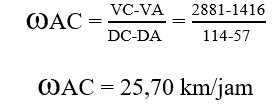 ωAC = VC-VA / DC-DA = 2881-1416 / 114-57
ωAC = 25,70 km/jam